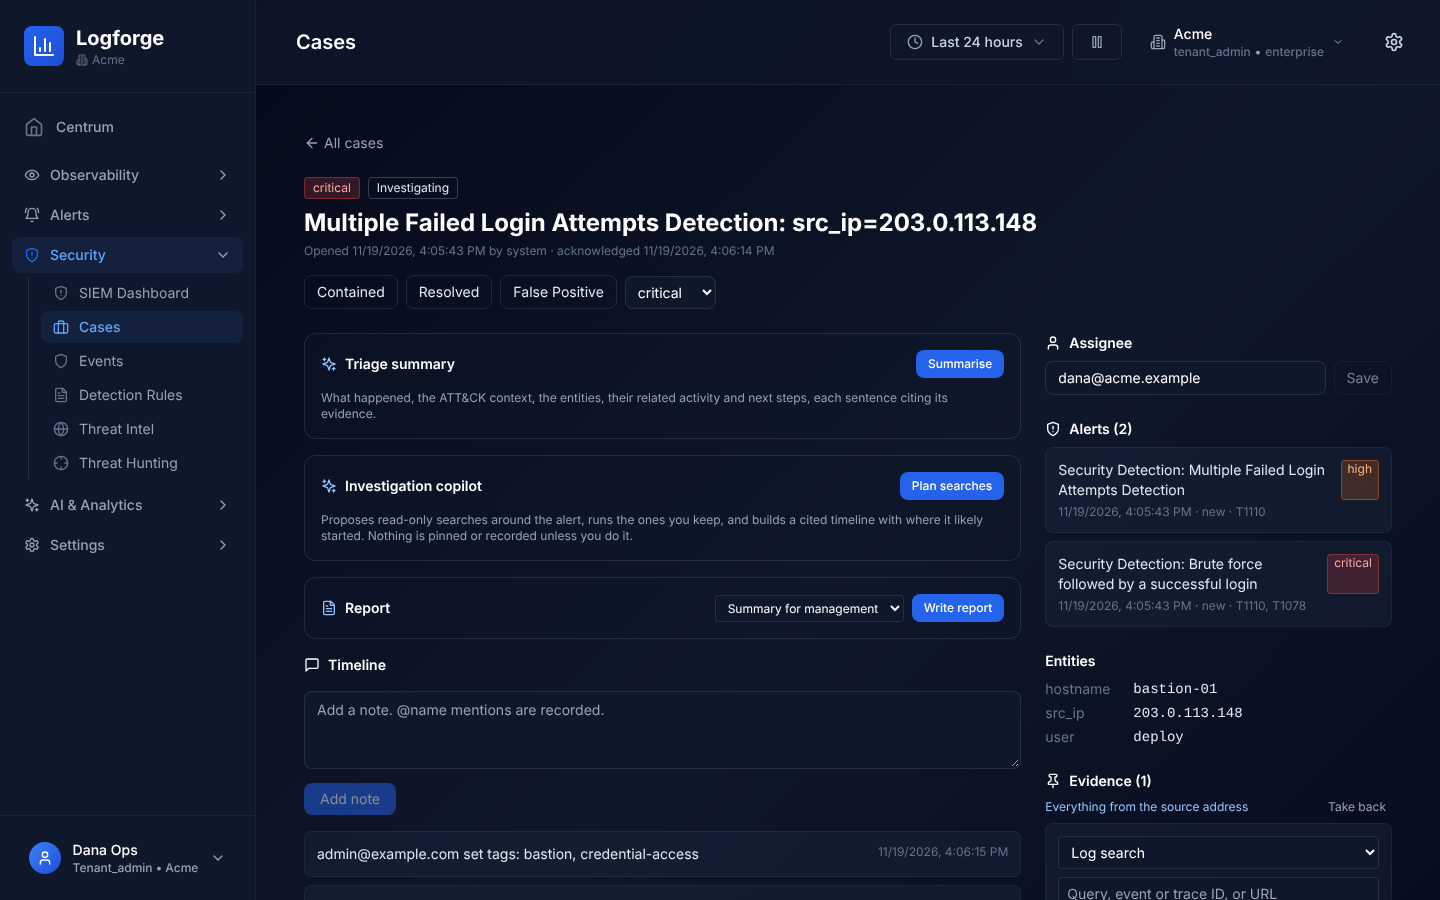 Logforge
Acme
Centrum
Observability
Alerts
Security
SIEM Dashboard
Cases
Events
Detection Rules
Threat Intel
Threat Hunting
AI & Analytics
Settings
Dana Ops
Tenant_admin • Acme
Cases
Last 24 hours
Acme
tenant_admin • enterprise
All cases
critical
Investigating
Multiple Failed Login Attempts Detection: src_ip=203.0.113.148
Opened 11/19/2026, 4:05:43 PM by system · acknowledged 11/19/2026, 4:06:14 PM
Contained
Resolved
False Positive
critical
Triage summary
Summarise
What happened, the ATT&CK context, the entities, their related activity and next steps, each sentence citing its
evidence.
Investigation copilot
Plan searches
Proposes read-only searches around the alert, runs the ones you keep, and builds a cited timeline with where it likely
started. Nothing is pinned or recorded unless you do it.
Report
Summary for management
Write report
Timeline
Add a note. @name mentions are recorded.
Add note
admin@example.com set tags: bastion, credential-access
11/19/2026, 4:06:15 PM
Assignee
dana@acme.example
Save
Alerts (2)
Security Detection: Multiple Failed Login
Attempts Detection
high
11/19/2026, 4:05:43 PM · new · T1110
Security Detection: Brute force
followed by a successful login
critical
11/19/2026, 4:05:43 PM · new · T1110, T1078
Entities
hostname bastion-01
src_ip 203.0.113.148
user deploy
Evidence (1)
Everything from the source address
Take back
Log search
Query, event or trace ID, or URL